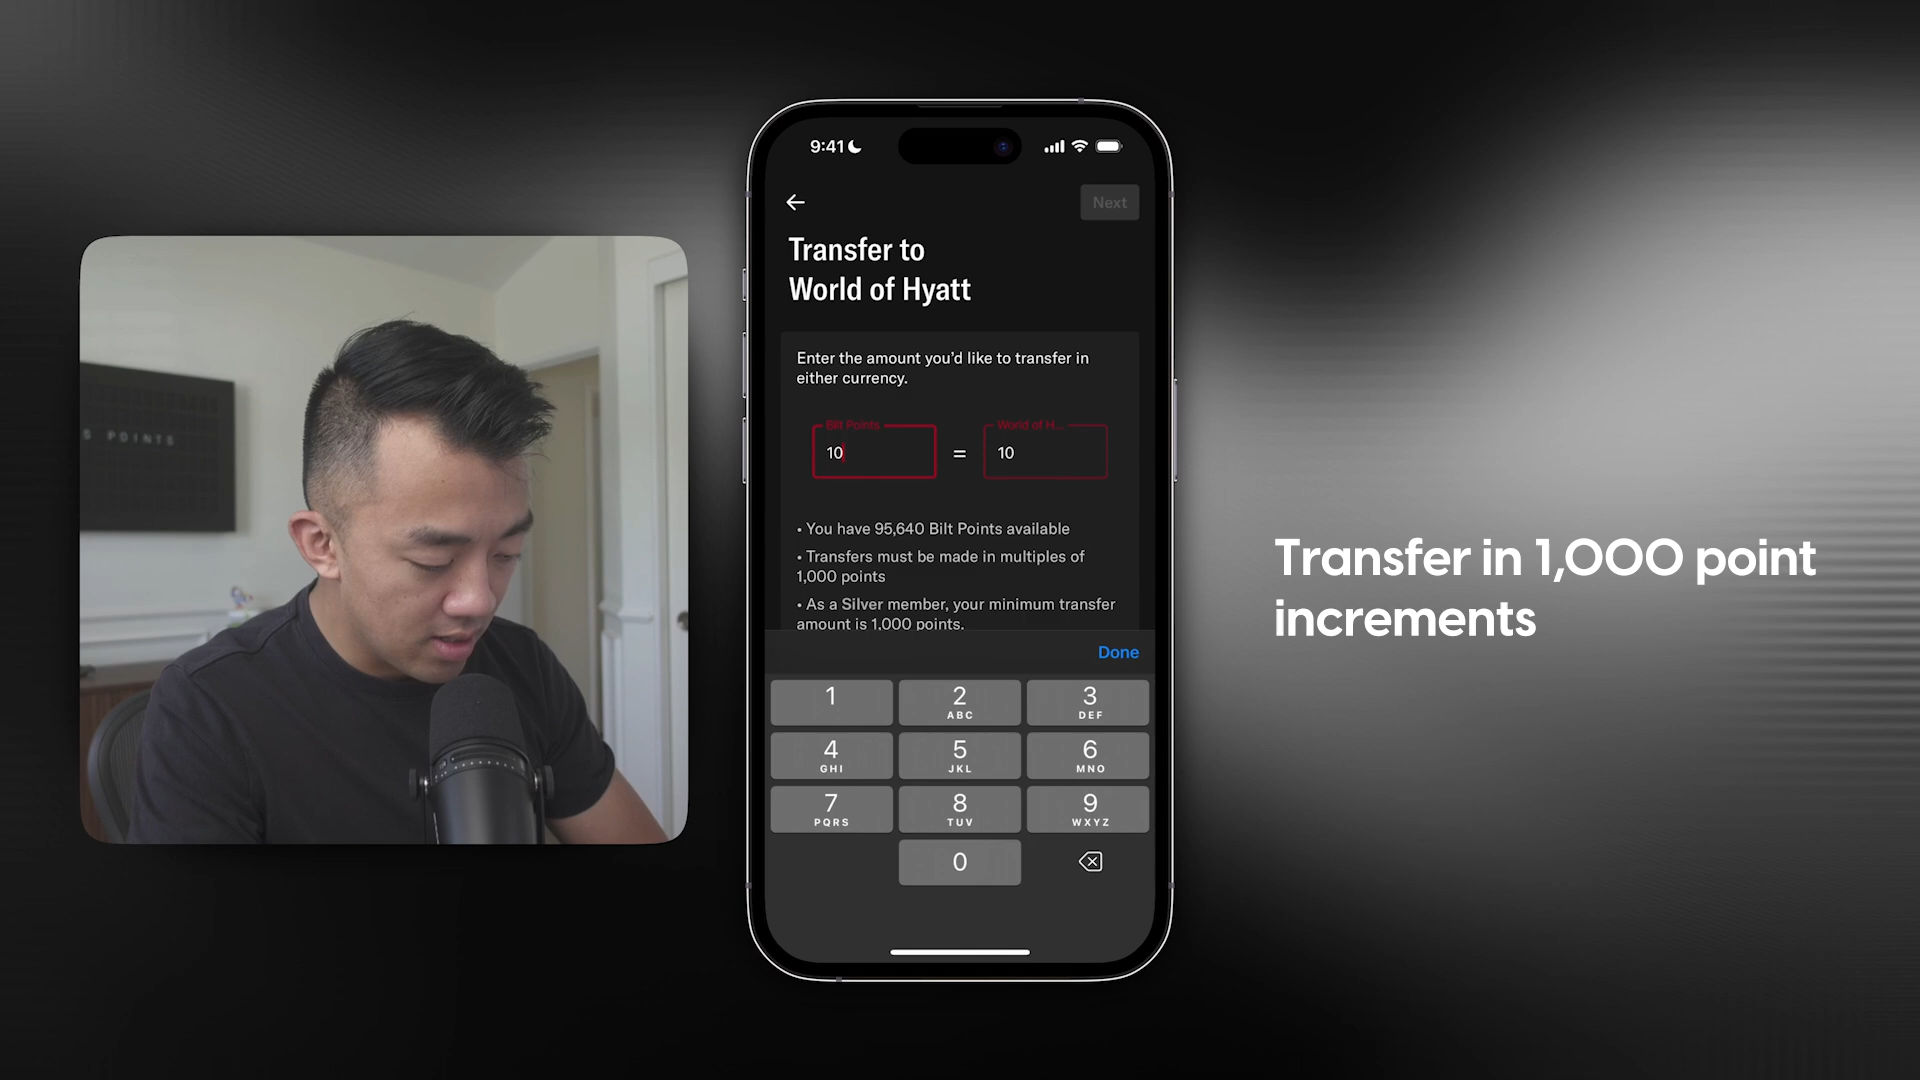 S POINTS
9:41
Next
Transfer to
World of Hyatt
Enter the amount you'd like to transfer in
either currency.
Bilt Points
World of H...
10
=
10
• You have 95,640 Bilt Points available
• Transfers must be made in multiples of
1,000 points
• As a Silver member, your minimum transfer
amount is 1,000 points.
Done
1
2
ABC
3
DEF
4
GHI
5
JKL
6
MNO
7
PQRS
8
TUV
9
WXYZ
0
Transfer in 1,000 point
increments